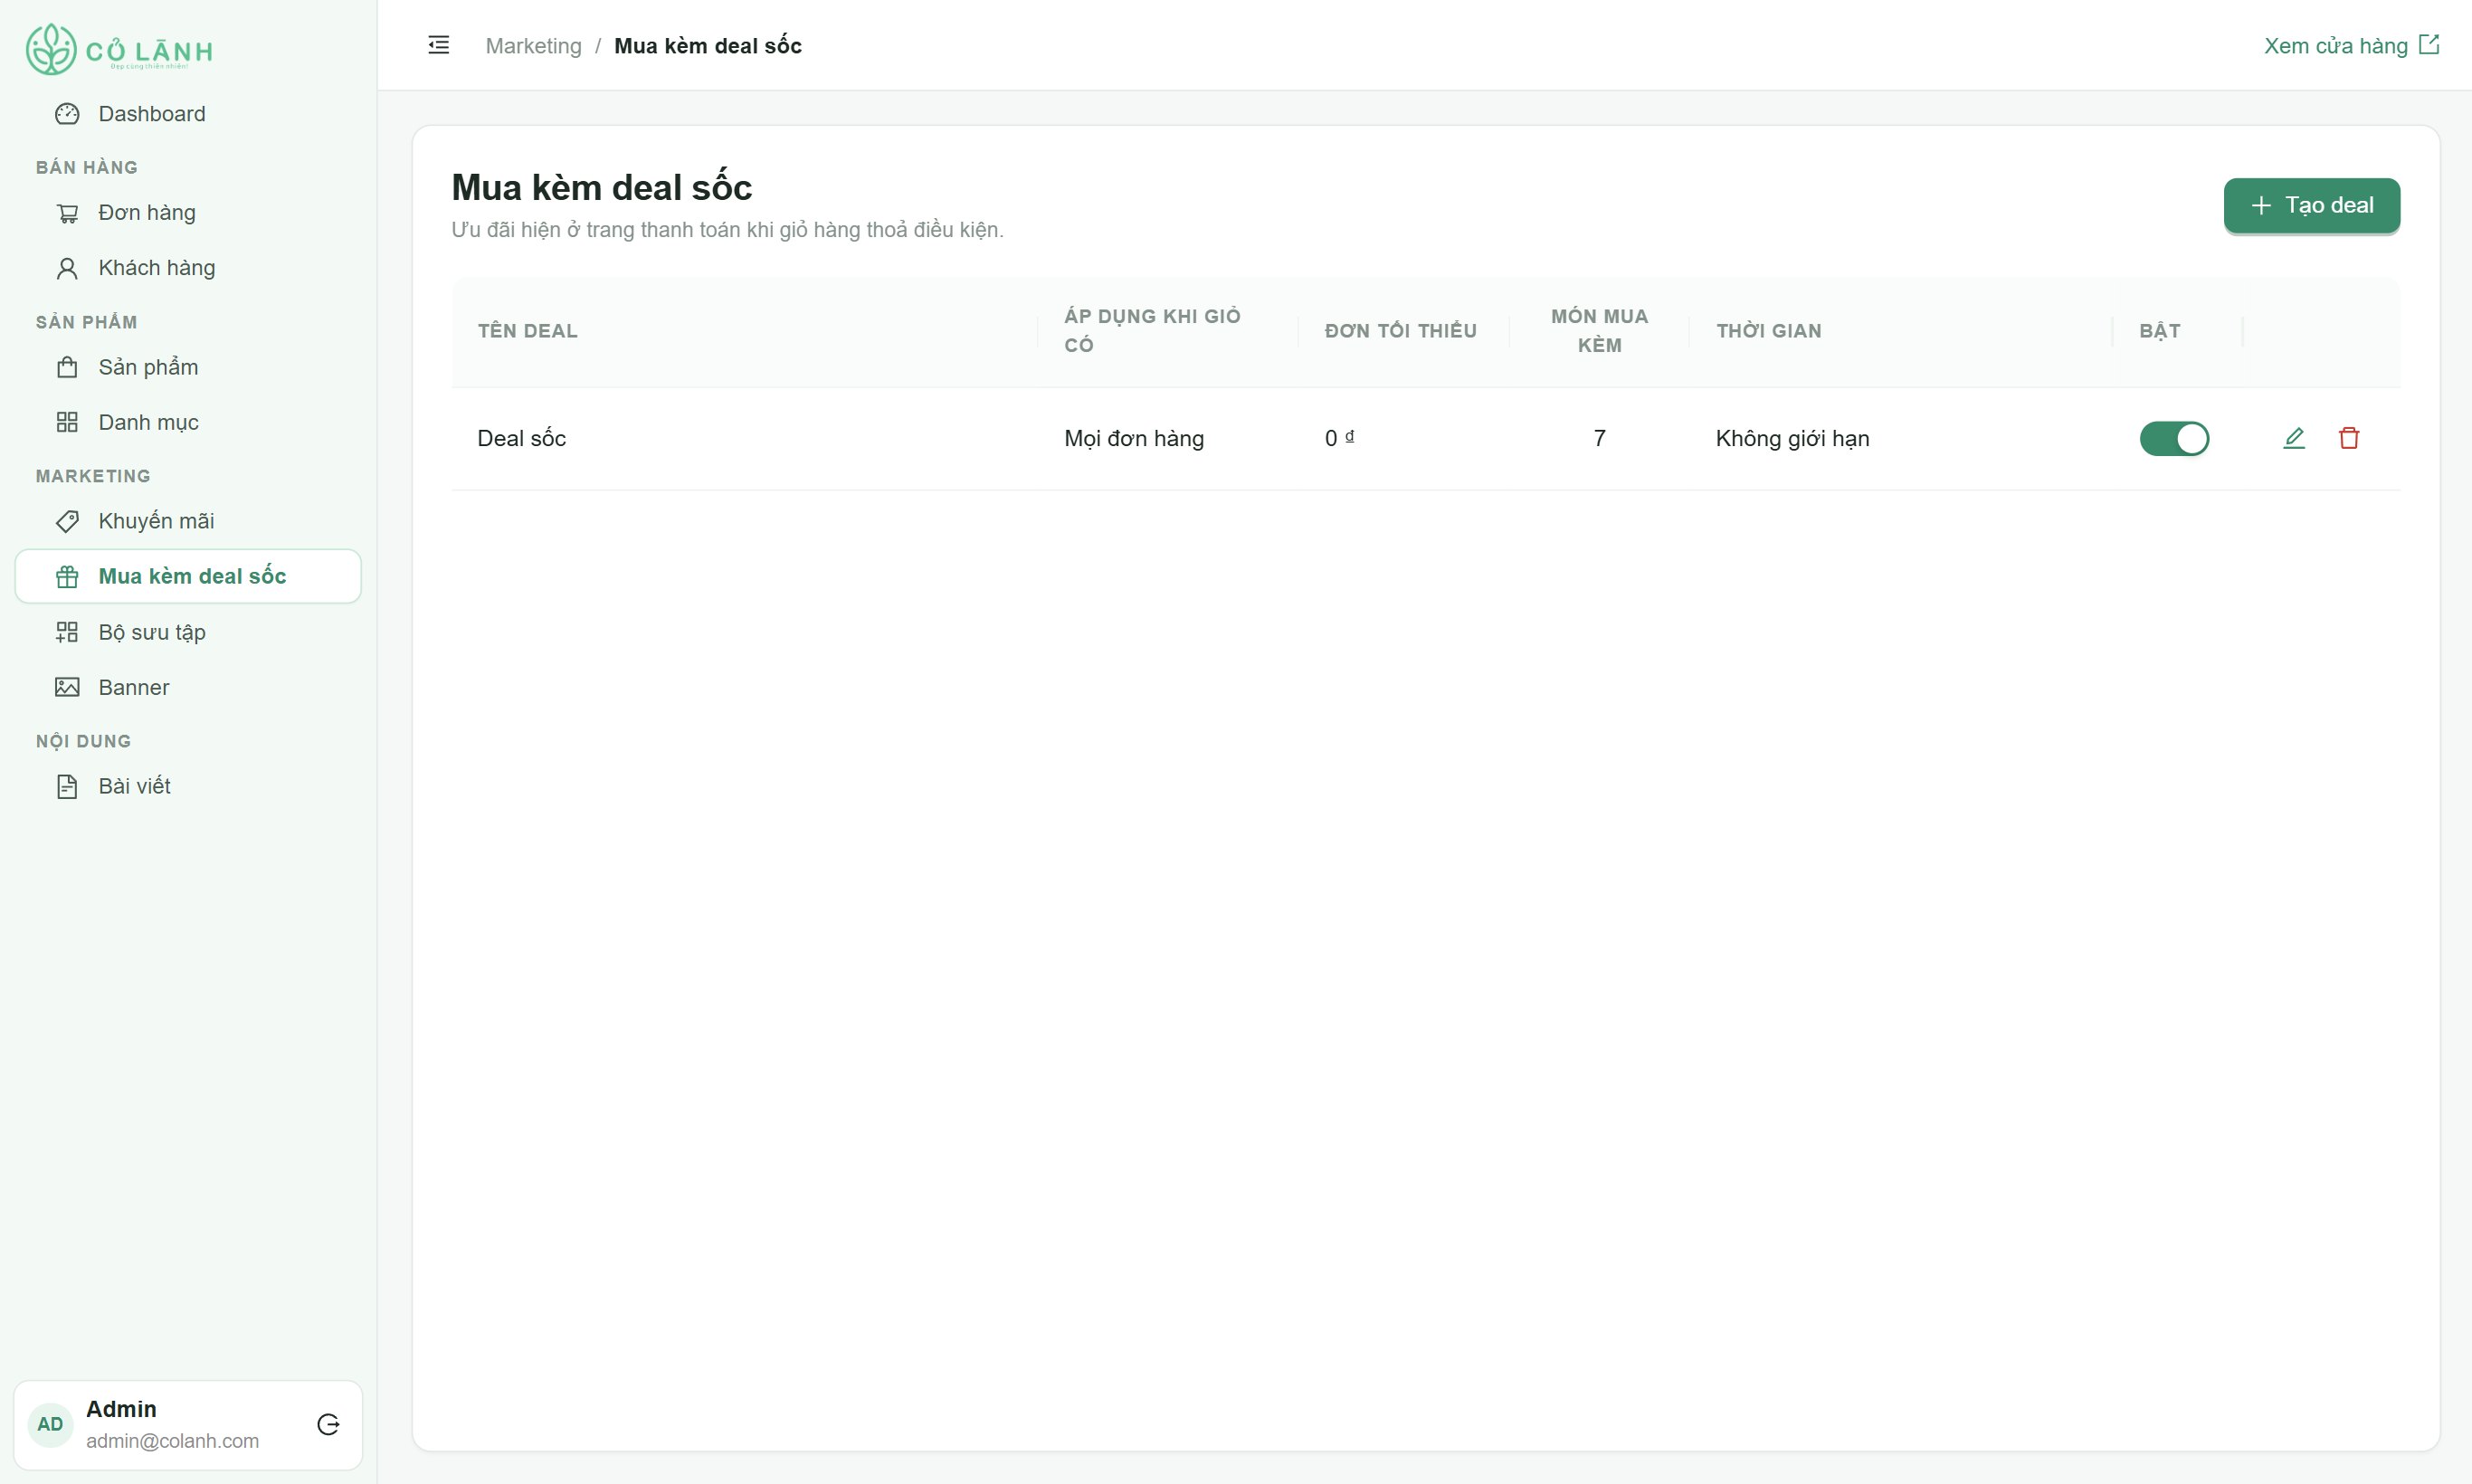 CỎ LÀNH
Đẹp cùng thiên nhiên!
Dashboard
BÁN HÀNG
Đơn hàng
Khách hàng
SẢN PHẨM
Sản phẩm
Danh mục
MARKETING
Khuyến mãi
Mua kèm deal sốc
Bộ sưu tập
Banner
NỘI DUNG
Bài viết
AD
Admin
admin@colanh.com
Marketing / Mua kèm deal sốc
Xem cửa hàng
Mua kèm deal sốc
Ưu đãi hiện ở trang thanh toán khi giỏ hàng thoả điều kiện.
Tạo deal
TÊN DEAL
ÁP DỤNG KHI GIỎ
CÓ
ĐƠN TỐI THIỂU
MÓN MUA
KÈM
THỜI GIAN
BẬT
Deal sốc
Mọi đơn hàng
0 ₫
7
Không giới hạn